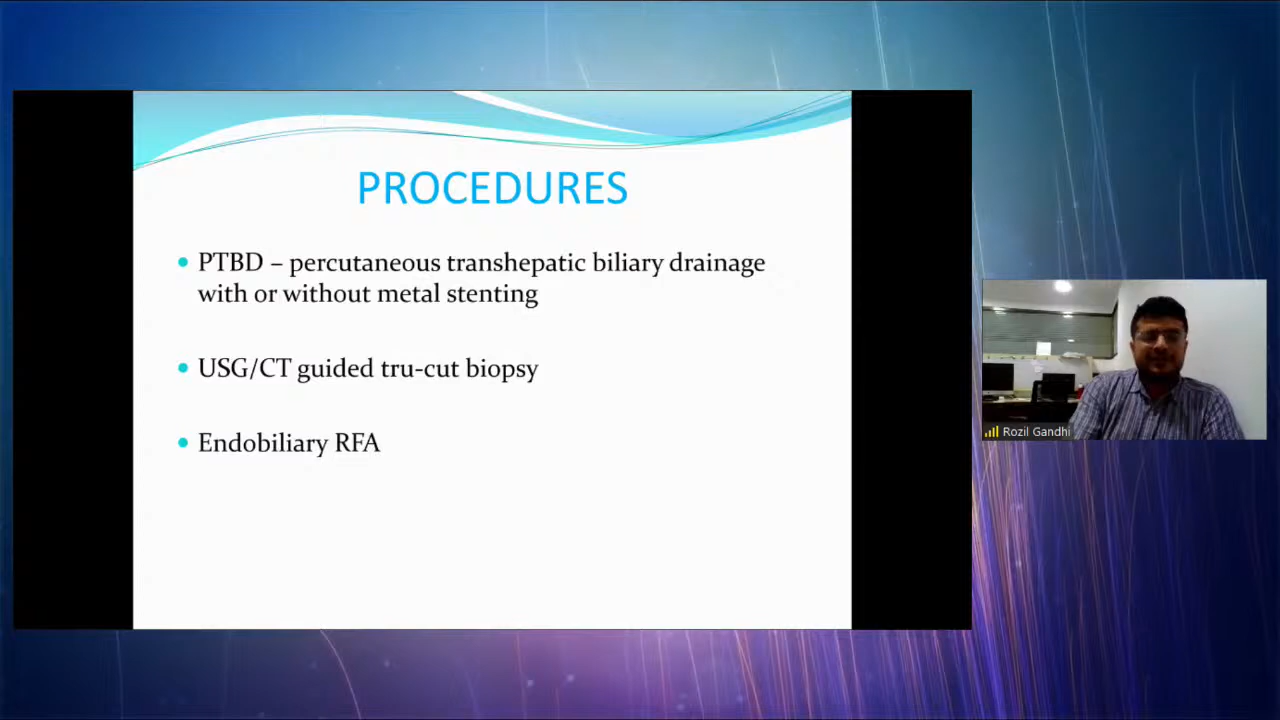 PROCEDURES
PTBD – percutaneous transhepatic biliary drainage
with or without metal stenting
USG/CT guided tru-cut biopsy
Endobiliary RFA
Rozil Gandhi